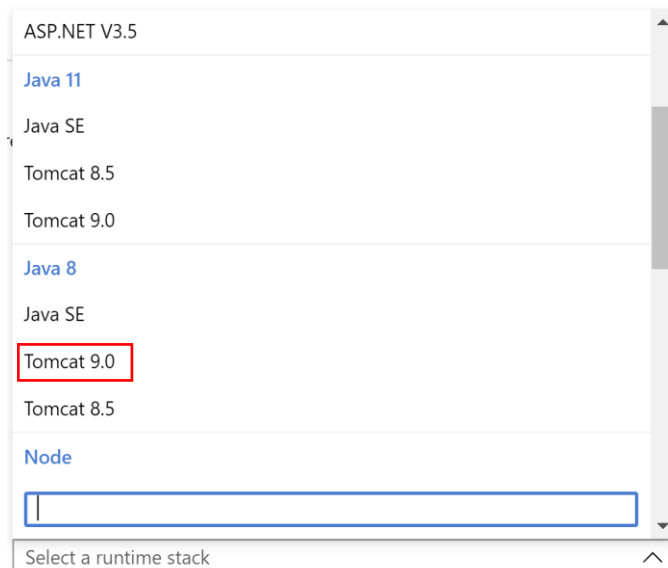 ASP.NET V3.5
Java 11
Java SE
Tomcat 8.5
Tomcat 9.0
Java 8
Java SE
Tomcat 9.0
Tomcat 8.5
Node
Select a runtime stack